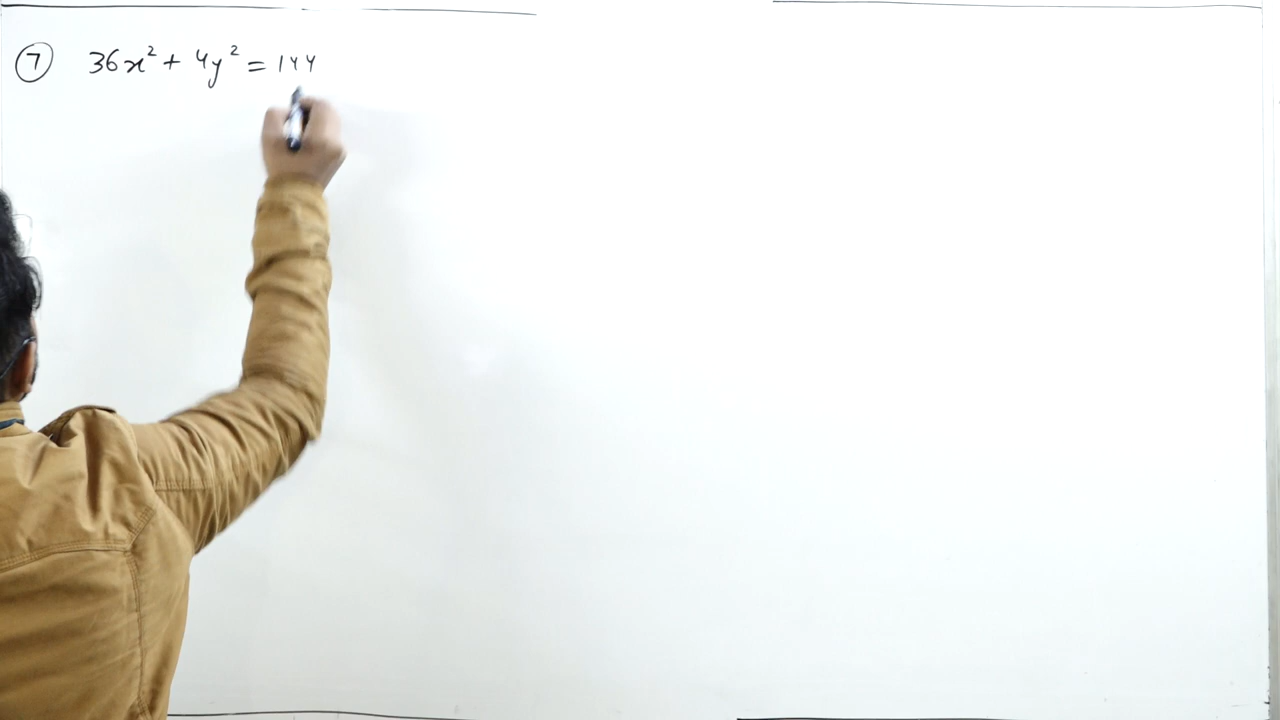 ⑦ 36x² + 4y² = 144